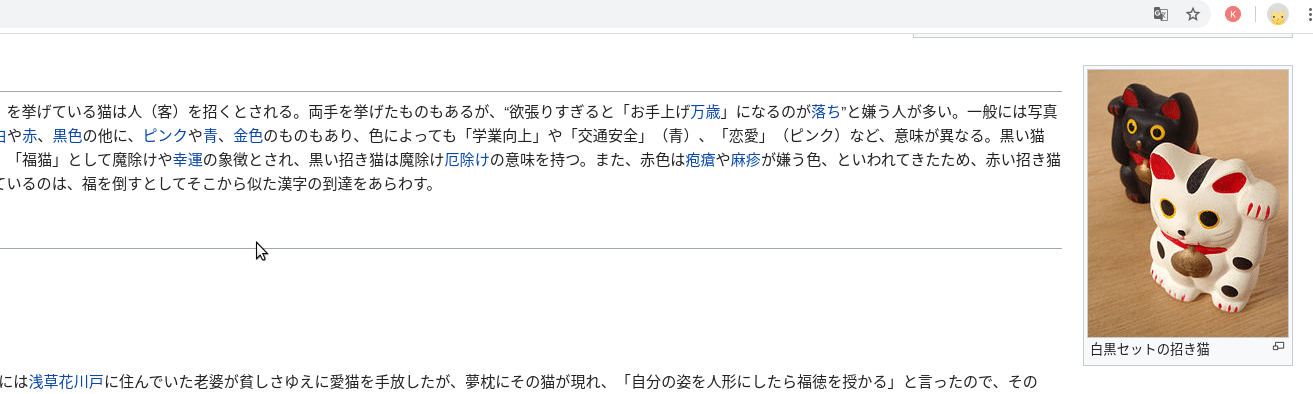 を挙げている猫は人（客）を招くとされる。両手を挙げたものもあるが、“欲張りすぎると「お手上げ万歳」になるのが落ち”と嫌う人が多い。一般には写真
白や赤、黒色の他に、ピンクや青、金色のものもあり、色によっても「学業向上」や「交通安全」（青）、「恋愛」（ピンク）など、意味が異なる。黒い猫
「福猫」として魔除けや幸運の象徴とされ、黒い招き猫は魔除け厄除けの意味を持つ。また、赤色は疱瘡や麻疹が嫌う色、といわれてきたため、赤い招き猫
ているのは、福を倒すとしてそこから似た漢字の到達をあらわす。
白黒セットの招き猫
には浅草花川戸に住んでいた老婆が貧しさゆえに愛猫を手放したが、夢枕にその猫が現れ、「自分の姿を人形にしたら福徳を授かる」と言ったので、その
K